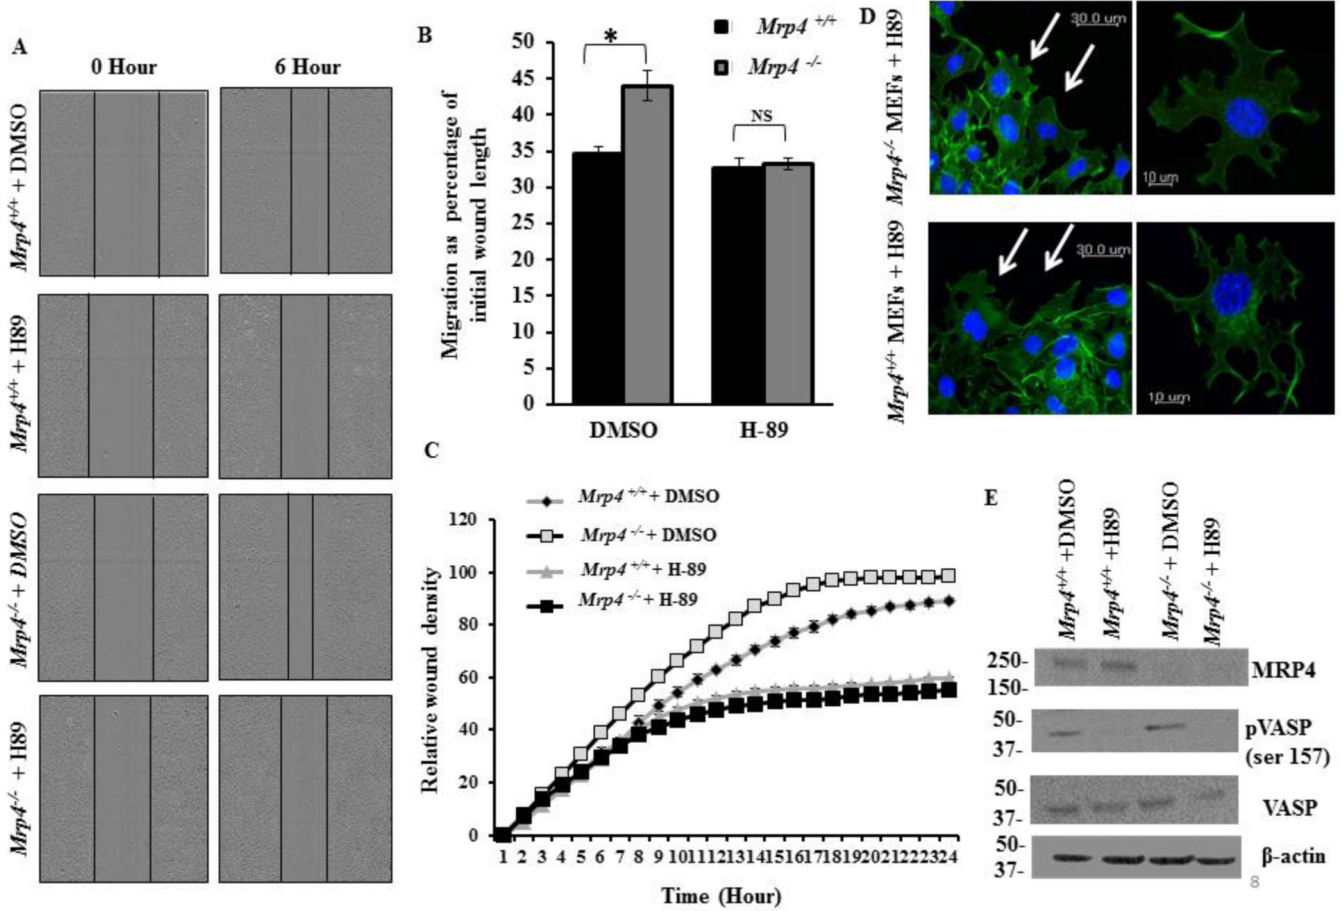 A
0 Hour
6 Hour
Mrp4+/+ + DMSO
Mrp4+/+ + H89
Mrp4-/- + DMSO
Mrp4-/- + H89
B
Mrp4 +/+
Mrp4 -/-
Migration as percentage of
initial wound length
50
45
40
35
30
25
20
15
10
5
0
*
NS
DMSO
H-89
C
Mrp4 +/+ + DMSO
Mrp4 -/- + DMSO
Mrp4 +/+ + H-89
Mrp4 -/- + H-89
Relative wound density
120
100
80
60
40
20
0
1 2 3 4 5 6 7 8 9 10 11 12 13 14 15 16 17 18 19 20 21 22 23 24
Time (Hour)
D
Mrp4-/- MEFs + H89
30.0 um
10 um
Mrp4+/+ MEFs + H89
30.0 um
10 um
E
Mrp4+/+ +DMSO
Mrp4+/+ +H89
Mrp4-/- + DMSO
Mrp4-/- + H89
250-
150-
MRP4
50-
37-
pVASP
(ser 157)
50-
37-
VASP
50-
37-
β-actin
8